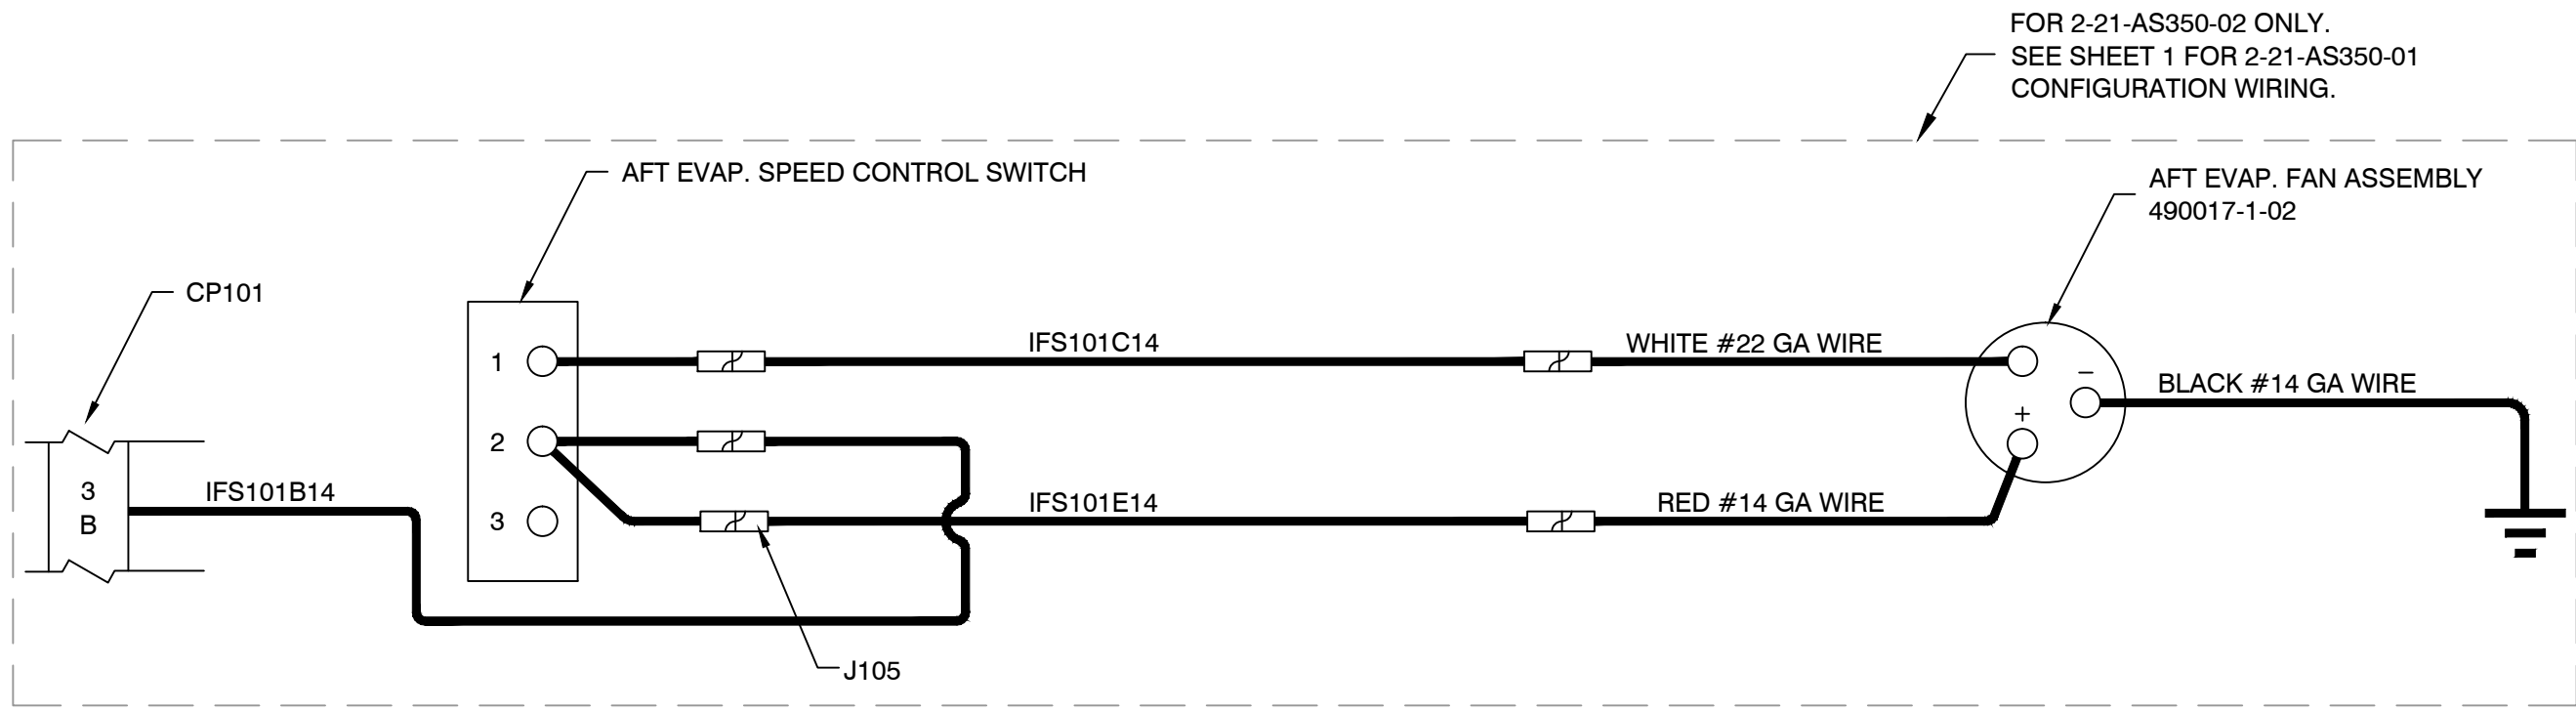 FOR 2-21-AS350-02 ONLY.
SEE SHEET 1 FOR 2-21-AS350-01
CONFIGURATION WIRING.
AFT EVAP. SPEED CONTROL SWITCH
AFT EVAP. FAN ASSEMBLY
490017-1-02
CP101
1
IFS101C14
WHITE #22 GA WIRE
−
BLACK #14 GA WIRE
+
2
3
B
IFS101B14
3
IFS101E14
RED #14 GA WIRE
J105